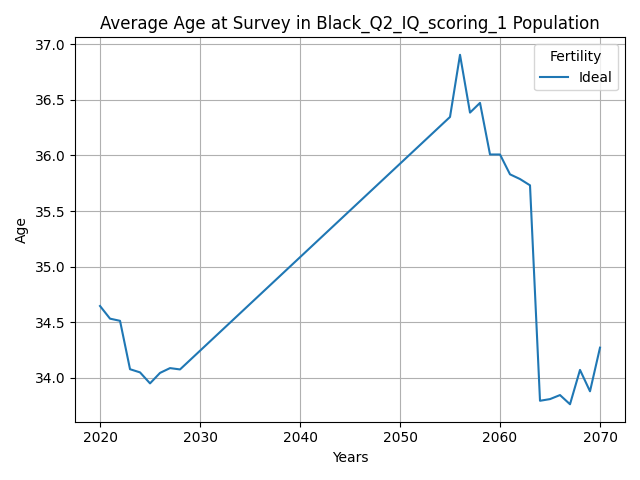 Average Age at Survey in Black_Q2_IQ_scoring_1 Population
37.0
36.5
36.0
35.5
35.0
34.5
34.0
Age
Fertility
Ideal
2020 2030 2040 2050 2060 2070
Years